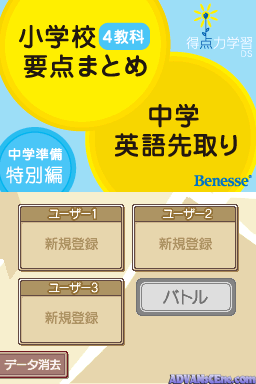 小学校 4教科
要点まとめ
得点力学習
DS
中学
英語先取り
中学準備
特別編
Benesse®
ユーザー1
新規登録
ユーザー2
新規登録
ユーザー3
新規登録
バトル
データ消去
ADVANsCEne.com